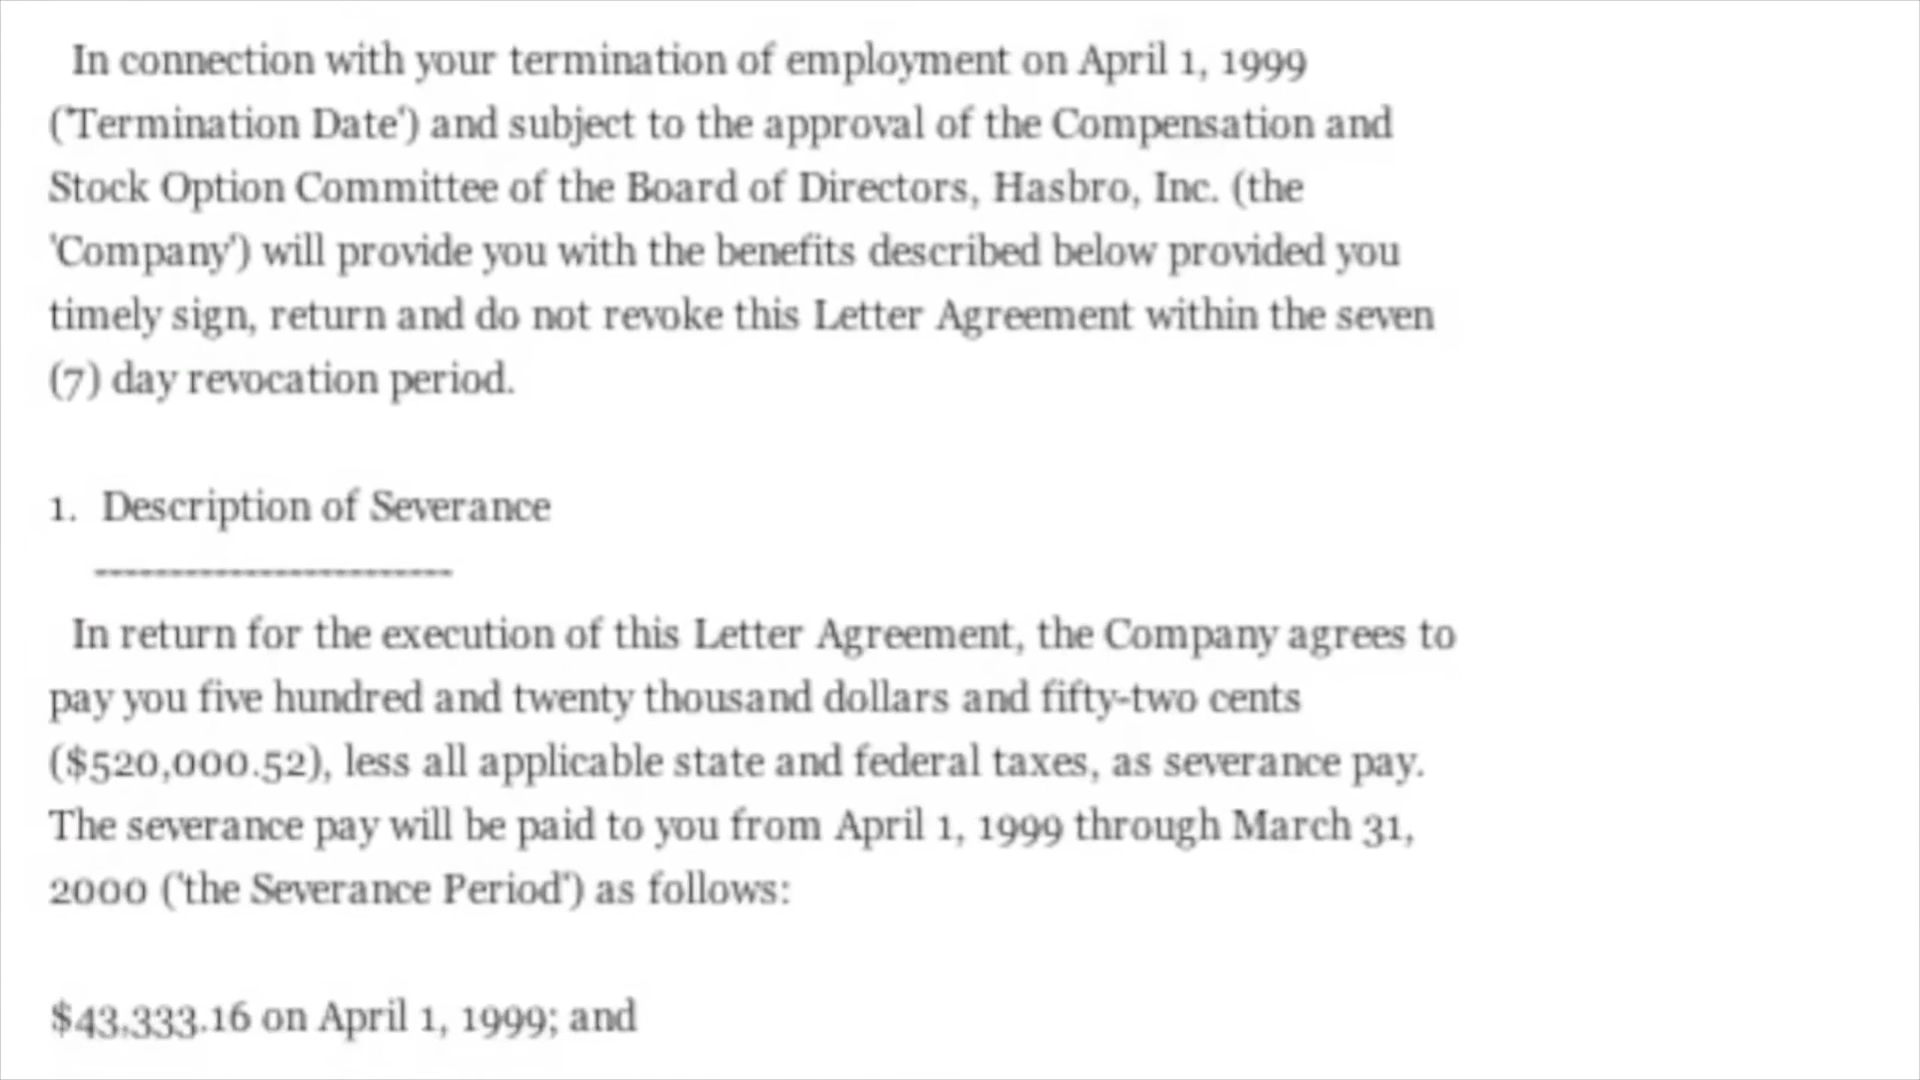 In connection with your termination of employment on April 1, 1999
('Termination Date') and subject to the approval of the Compensation and
Stock Option Committee of the Board of Directors, Hasbro, Inc. (the
'Company') will provide you with the benefits described below provided you
timely sign, return and do not revoke this Letter Agreement within the seven
(7) day revocation period.
1. Description of Severance
------------------------
In return for the execution of this Letter Agreement, the Company agrees to
pay you five hundred and twenty thousand dollars and fifty-two cents
($520,000.52), less all applicable state and federal taxes, as severance pay.
The severance pay will be paid to you from April 1, 1999 through March 31,
2000 ('the Severance Period') as follows:
$43,333.16 on April 1, 1999; and